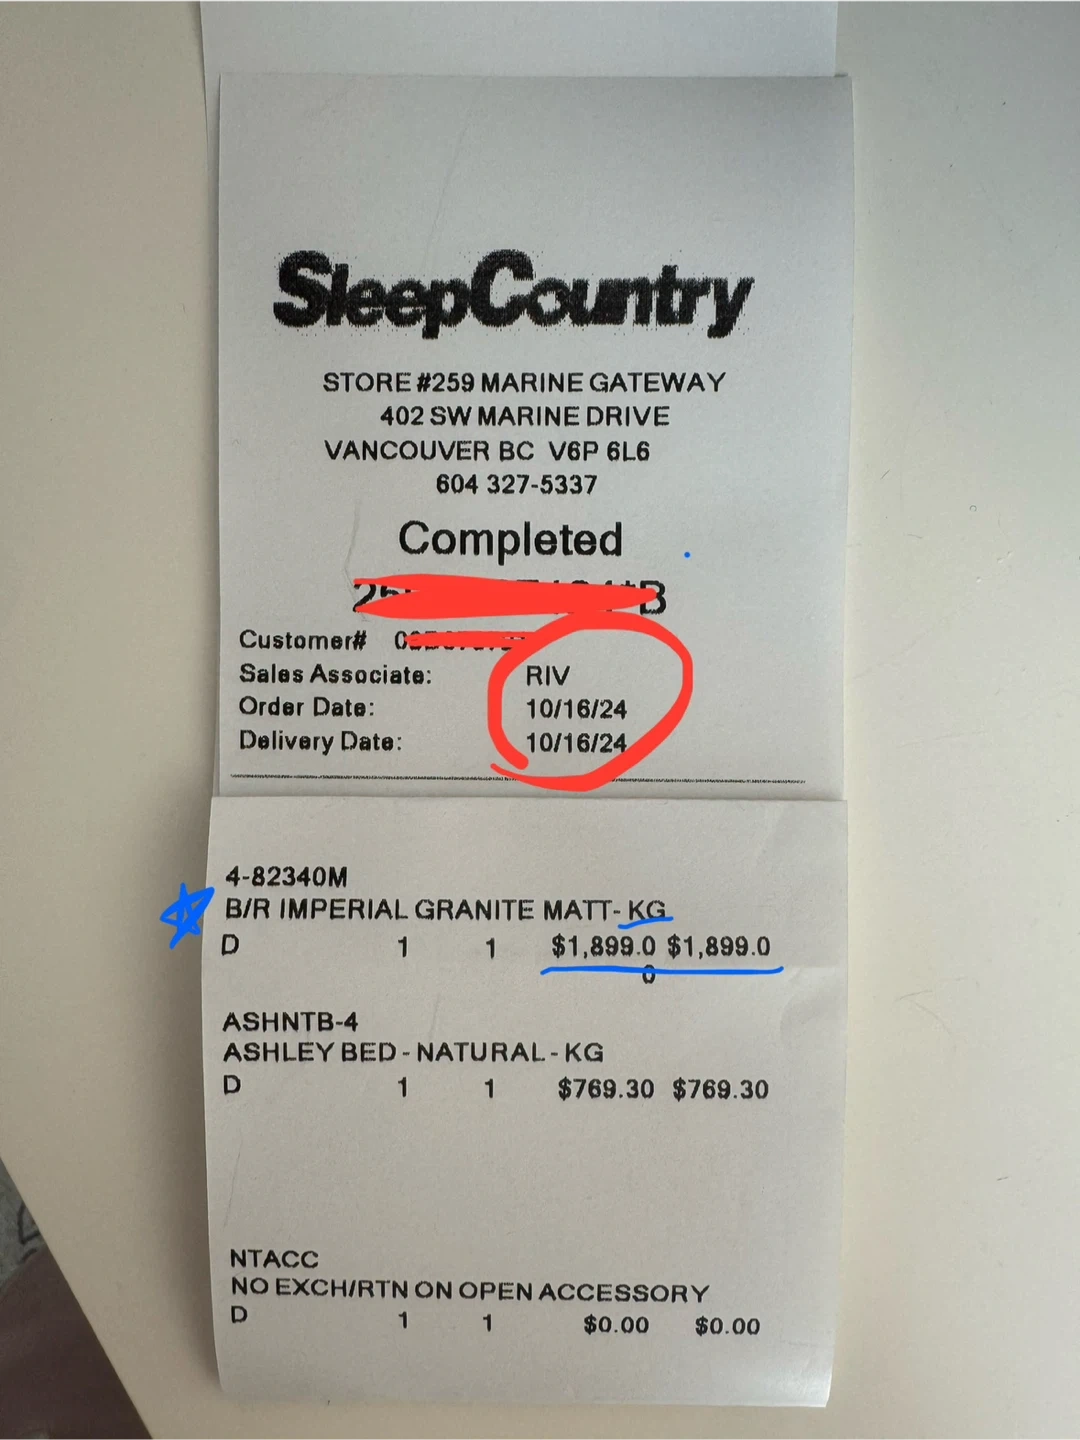 SleepCountry
STORE #259 MARINE GATEWAY
402 SW MARINE DRIVE
VANCOUVER BC V6P 6L6
604 327-5337
Completed
Customer#
Sales Associate: RIV
Order Date: 10/16/24
Delivery Date: 10/16/24
4-82340M
B/R IMPERIAL GRANITE MATT- KG
D 1 1 $1,899.0 $1,899.0
0
ASHNTB-4
ASHLEY BED - NATURAL - KG
D 1 1 $769.30 $769.30
NTACC
NO EXCH/RTN ON OPEN ACCESSORY
D 1 1 $0.00 $0.00